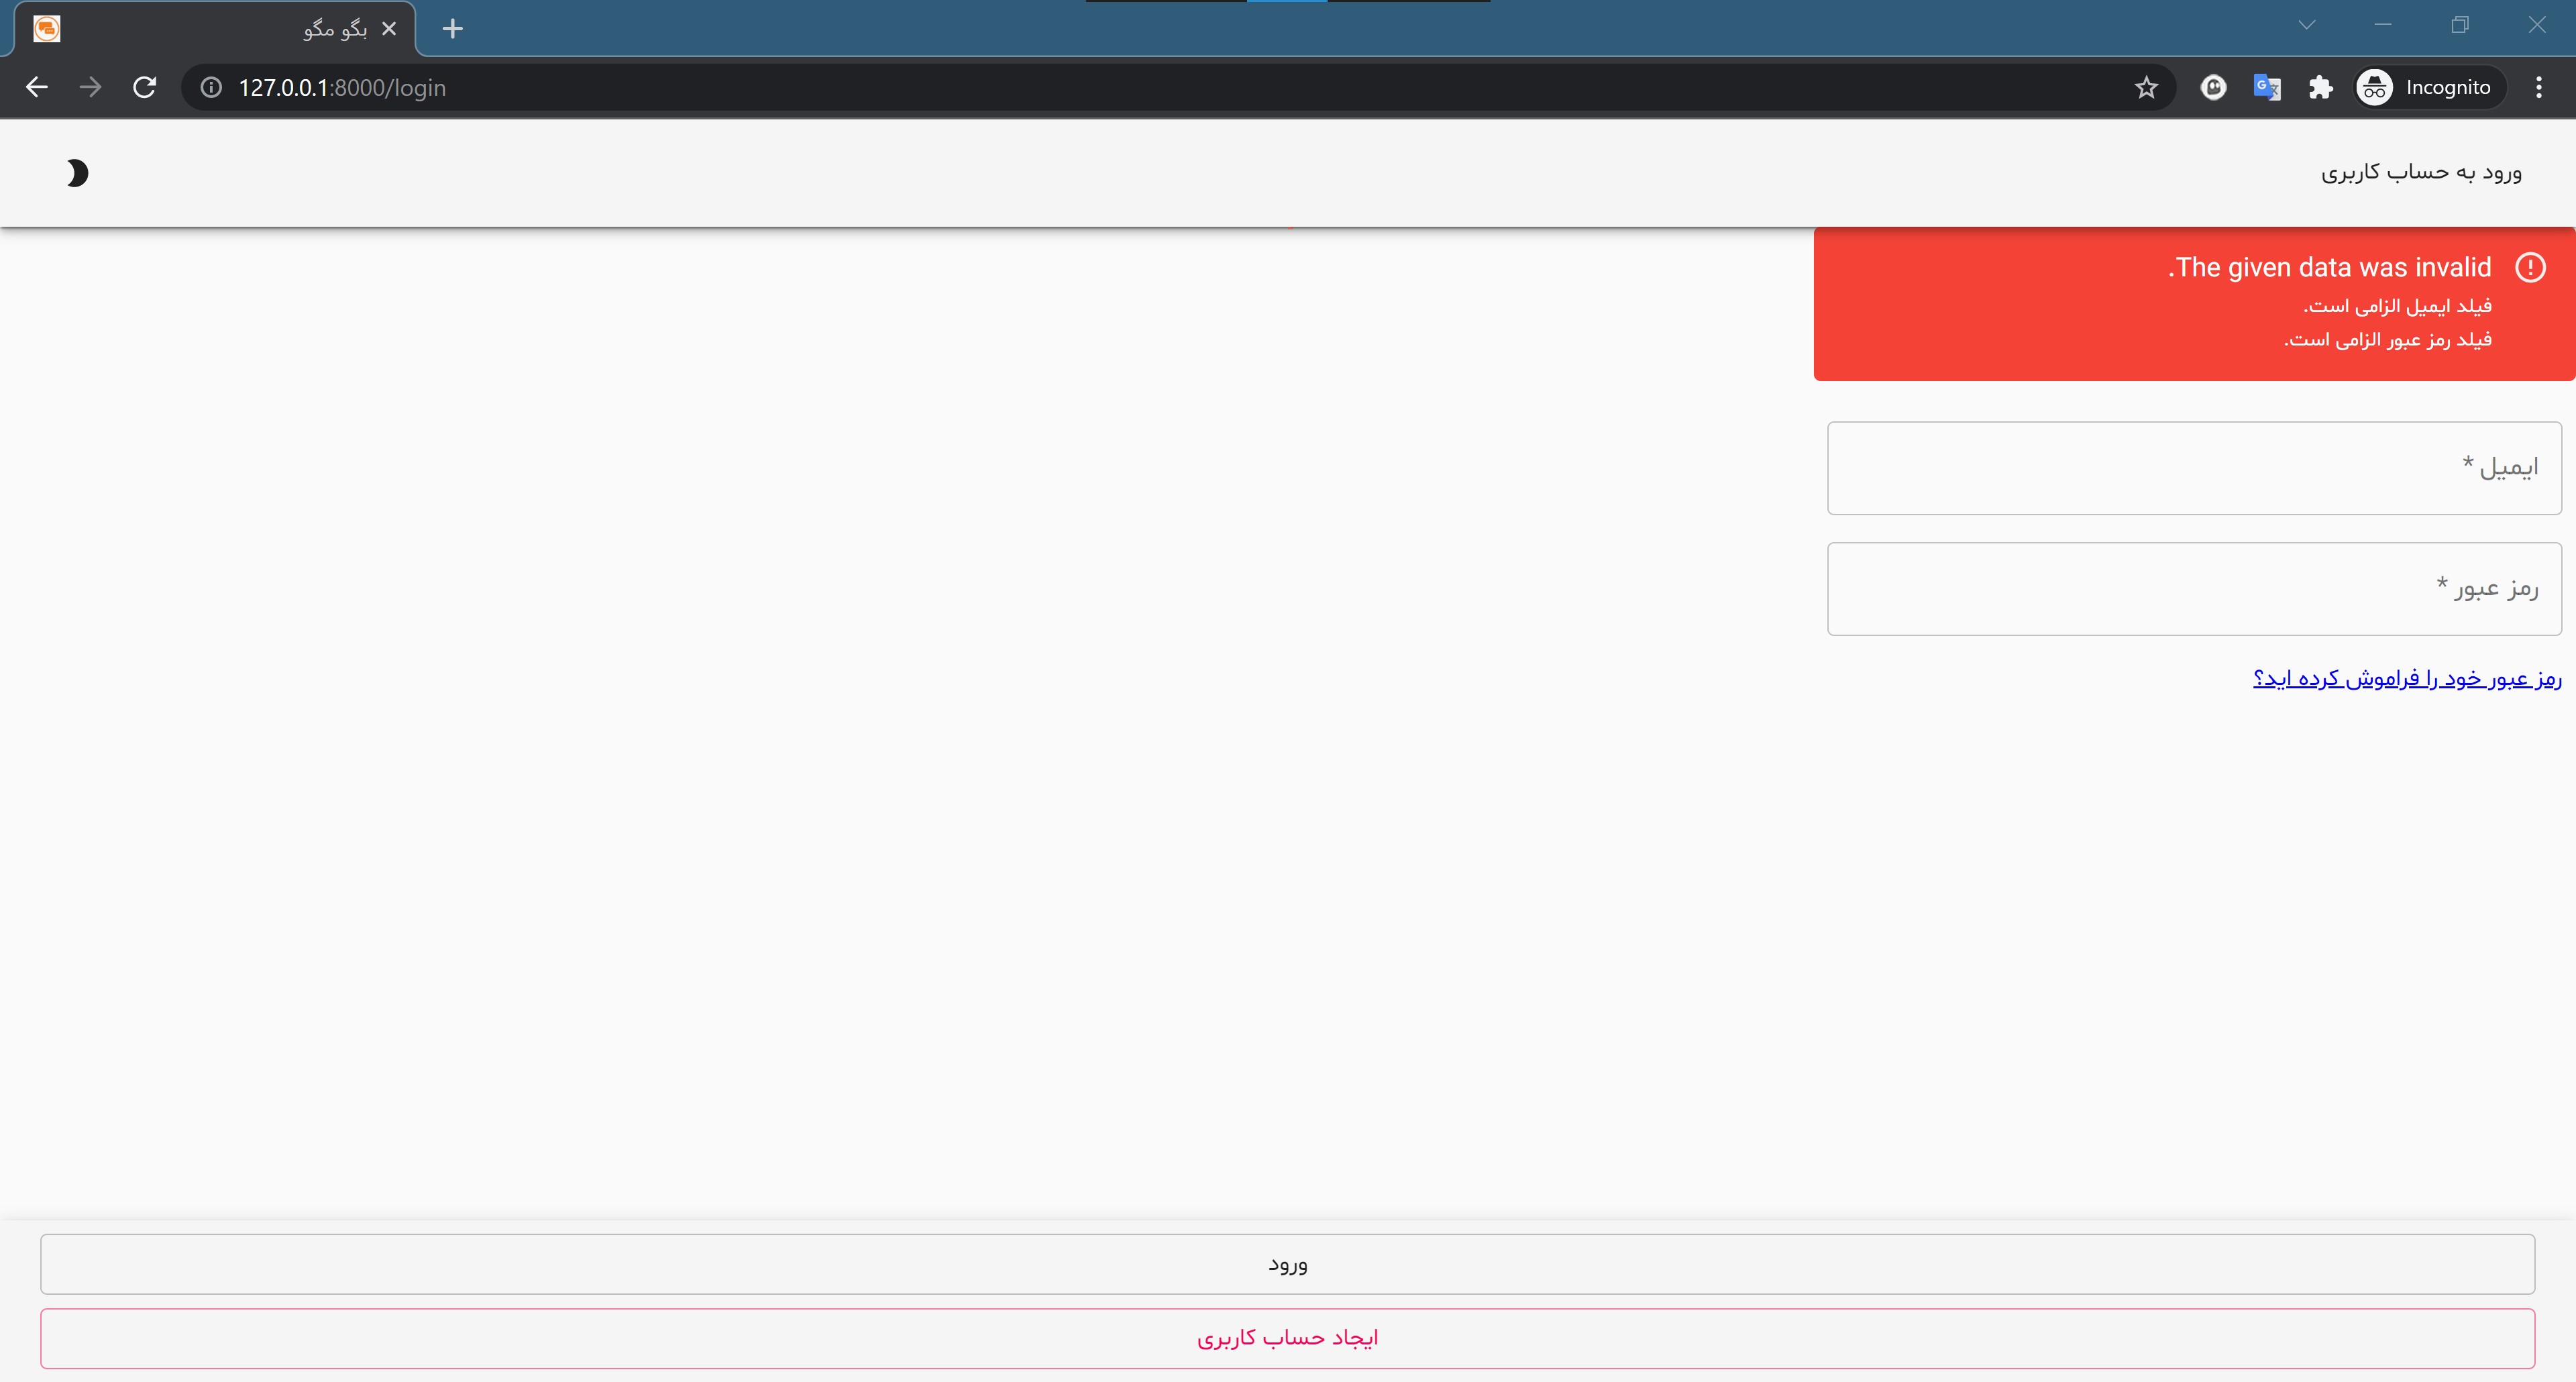 بگو مگو
127.0.0.1:8000/login
Incognito
ورود به حساب کاربری
The given data was invalid.
فیلد ایمیل الزامی است.
فیلد رمز عبور الزامی است.
ایمیل *
رمز عبور *
رمز عبور خود را فراموش کرده اید؟
ورود
ایجاد حساب کاربری